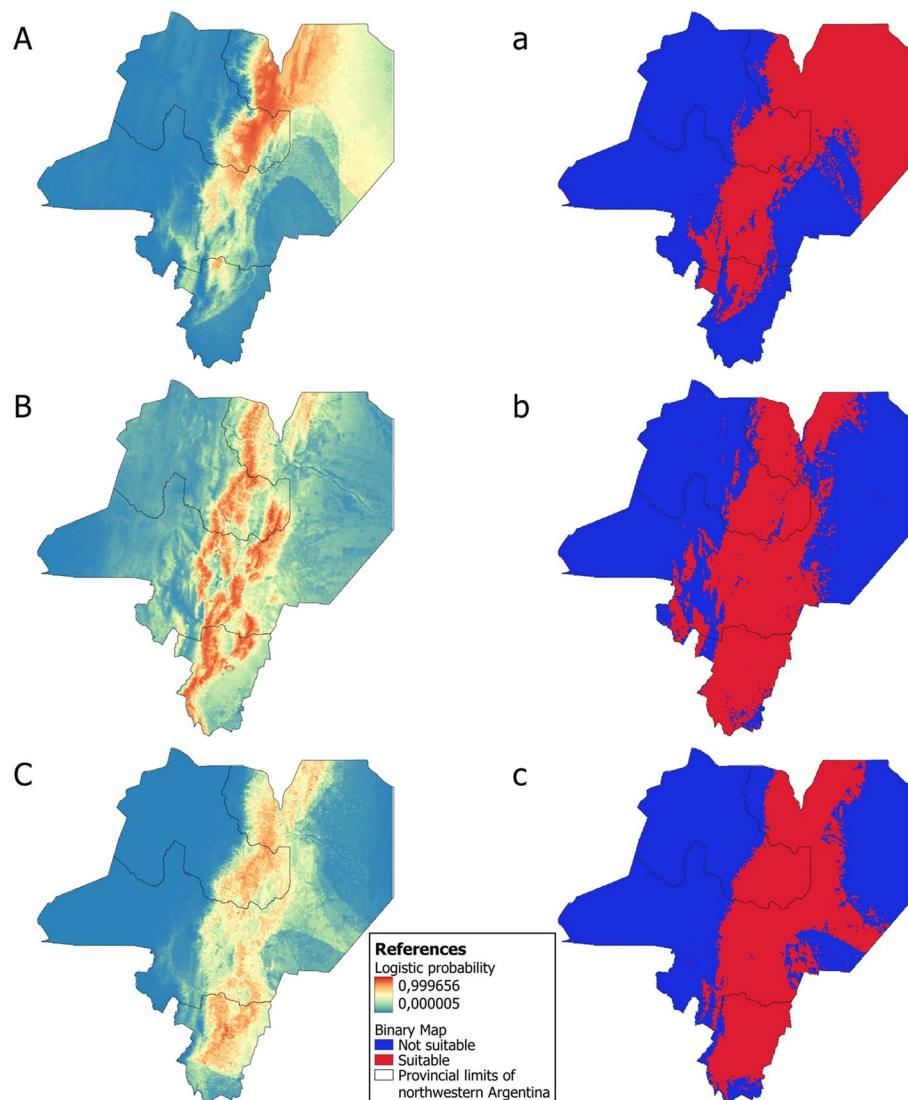 A
a
B
b
C
c
References
Logistic probability
0,999656
0,000005
Binary Map
Not suitable
Suitable
Provincial limits of
northwestern Argentina